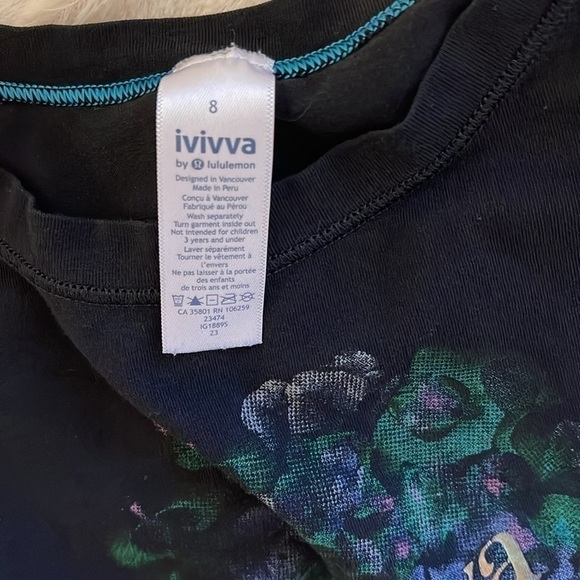 8
ivivva
by lululemon
Designed in Vancouver
Made in Peru
Conçu à Vancouver
Fabriqué au Pérou
Wash separately
Turn garment inside out
Not intended for children
3 years and under
Laver séparément
Tourner le vêtement à
l'envers
Ne pas laisser à la portée
des enfants
de trois ans et moins
CA 35801 RN 106259
23474
IG1889S
23